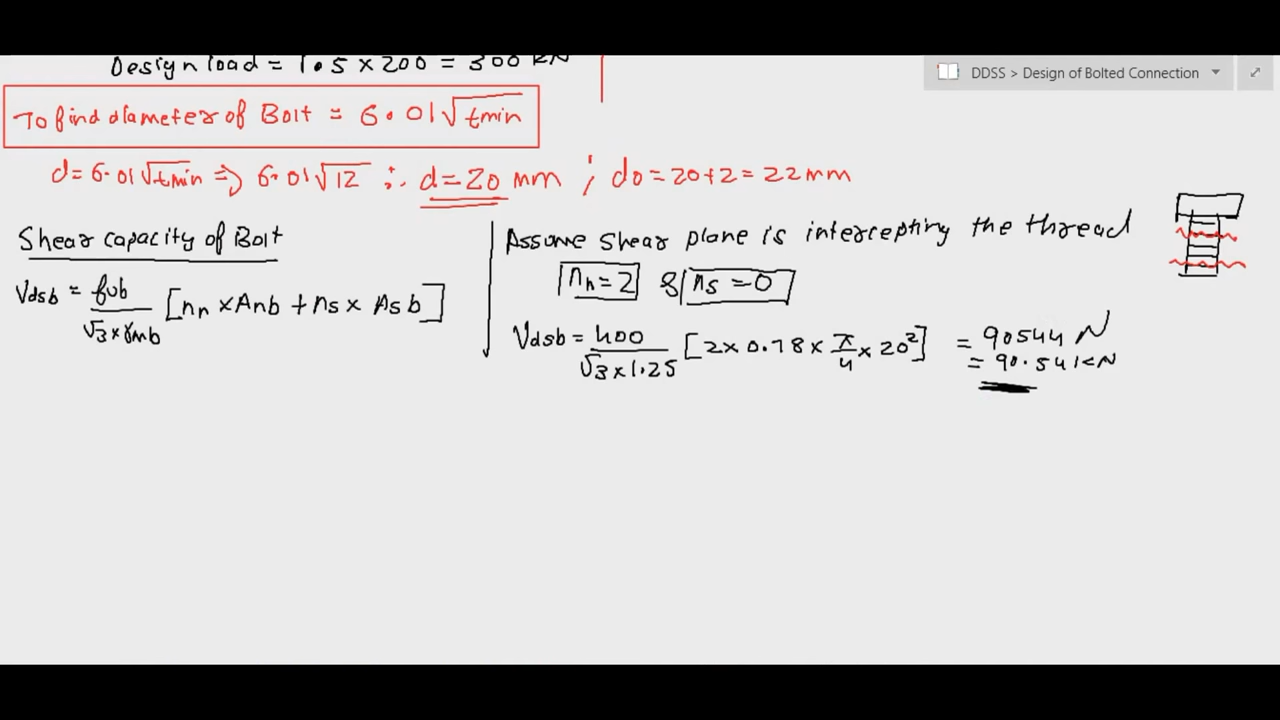 Design load = 1.5 × 200 = 300 kN
DDSS > Design of Bolted Connection
To find diameter of Bolt = 6.01√tmin
d = 6.01√tmin ⇒ 6.01√12 ∴ d = 20 mm ; do = 20+2 = 22mm
Shear capacity of Bolt
Vdsb = fub / √3 × γmb [nn × Anb + ns × Asb]
Assume shear plane is intercepting the thread
nn = 2 & ns = 0
Vdsb = 400 / √3 × 1.25 [2 × 0.78 × π/4 × 20²] = 90544 N
= 90.54 kN